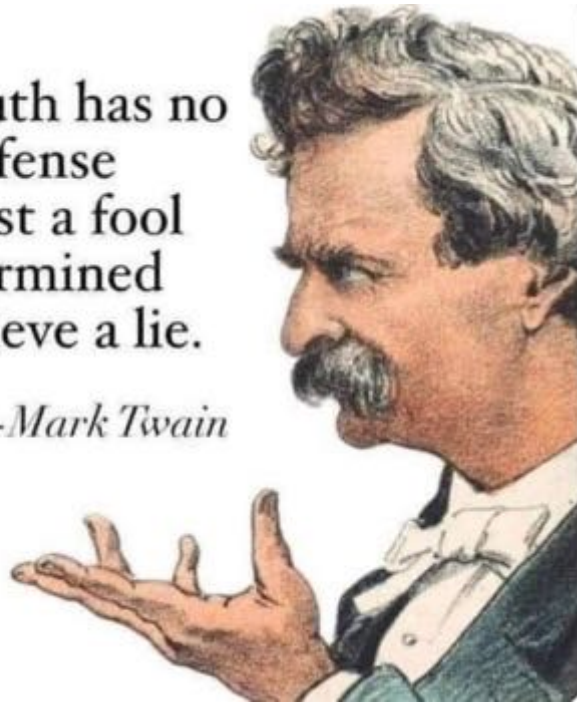 uth has no
fense
st a fool
rmined
eve a lie.
-Mark Twain